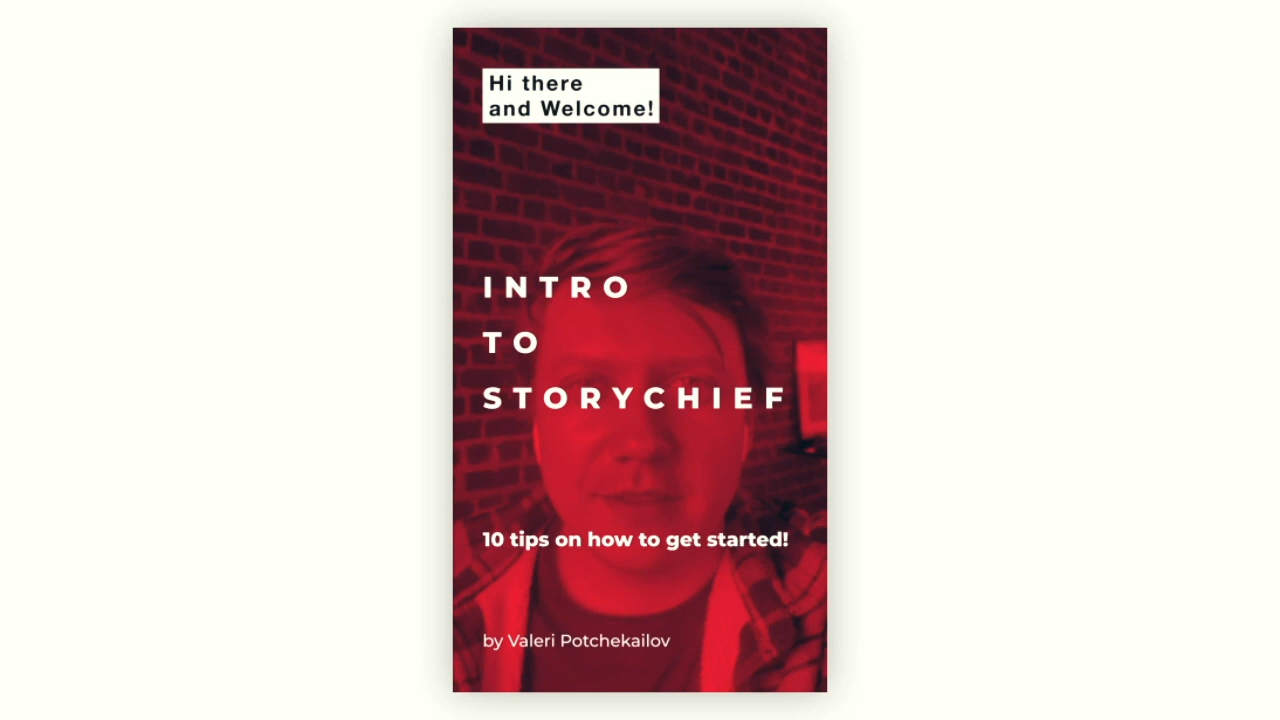 Hi there
and Welcome!
INTRO
TO
STORYCHIEF
10 tips on how to get started!
by Valeri Potchekailov